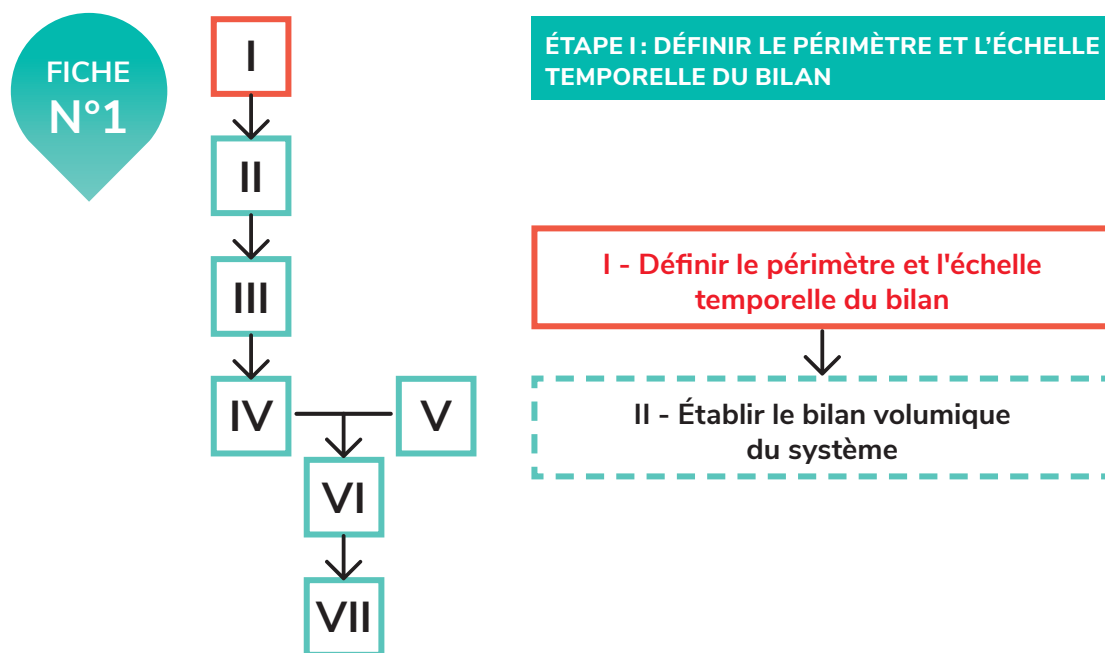 FICHE
N°1
I
II
III
IV
V
VI
VII
ÉTAPE I : DÉFINIR LE PÉRIMÈTRE ET L’ÉCHELLE
TEMPORELLE DU BILAN
I - Définir le périmètre et l'échelle
temporelle du bilan
II - Établir le bilan volumique
du système